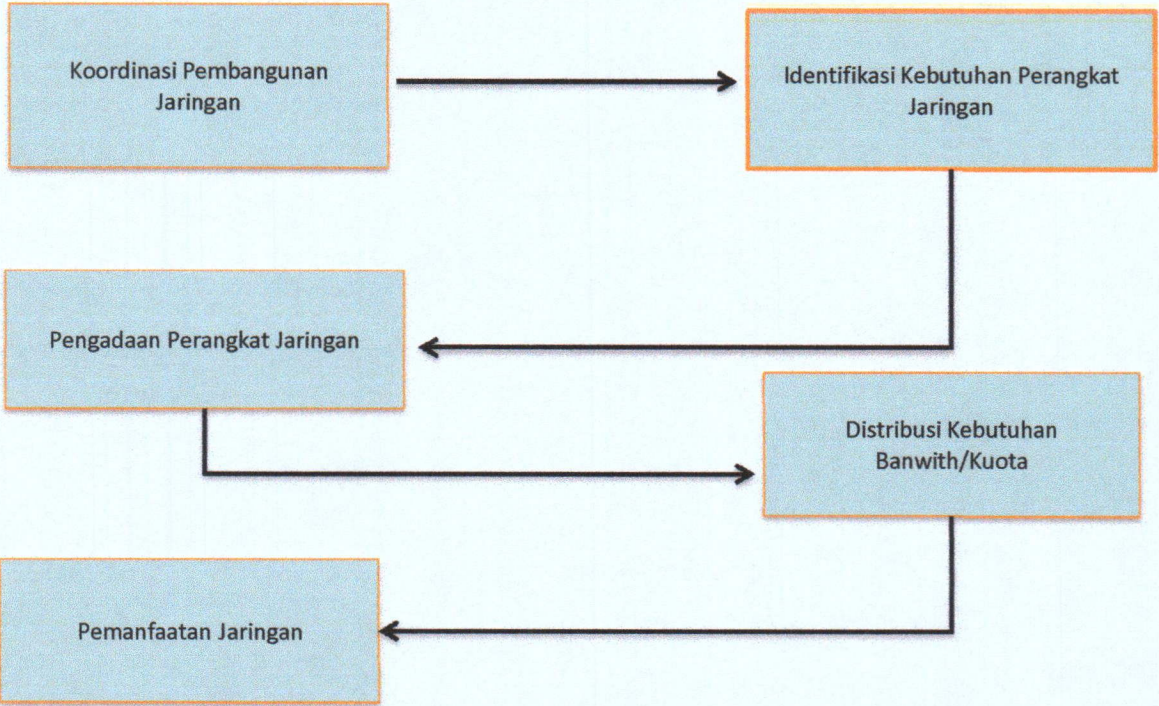 Koordinasi Pembangunan
Jaringan
Identifikasi Kebutuhan Perangkat
Jaringan
Pengadaan Perangkat Jaringan
Distribusi Kebutuhan
Banwith/Kuota
Pemanfaatan Jaringan